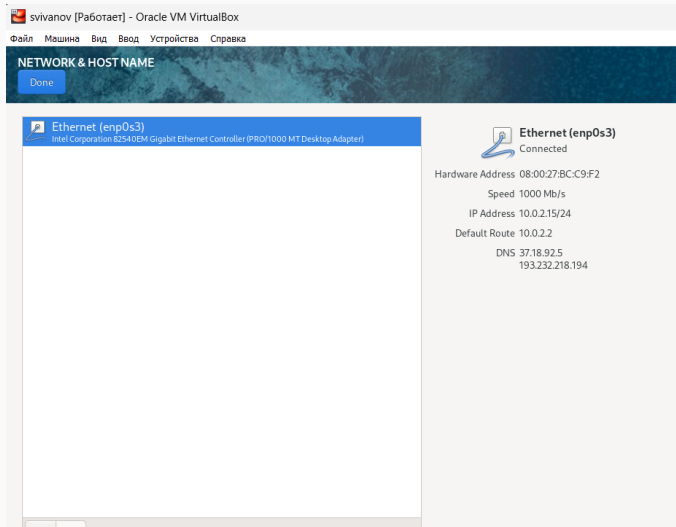 svivanov [Работает] - Oracle VM VirtualBox
Файл Машина Вид Ввод Устройства Справка
NETWORK & HOST NAME
Done
Ethernet (enp0s3)
Intel Corporation 82540EM Gigabit Ethernet Controller (PRO/1000 MT Desktop Adapter)
Ethernet (enp0s3)
Connected
Hardware Address 08:00:27:BC:C9:F2
Speed 1000 Mb/s
IP Address 10.0.2.15/24
Default Route 10.0.2.2
DNS 37.18.92.5
193.232.218.194